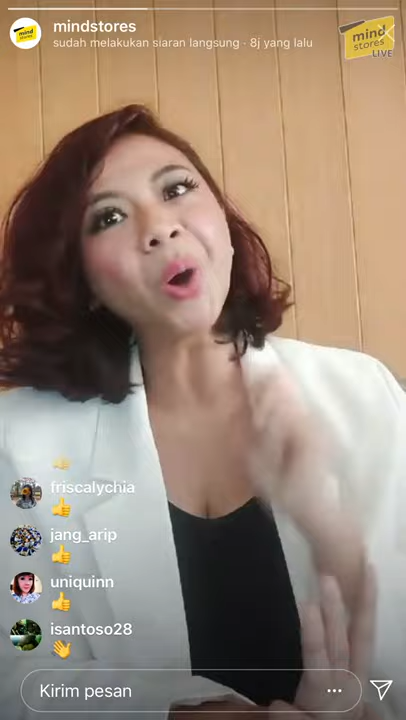 mind
stores
mindstores
sudah melakukan siaran langsung · 8j yang lalu
mind
stores
LIVE
friscalychia
👍
jang_arip
👍
uniquinn
👍
isantoso28
👋
Kirim pesan